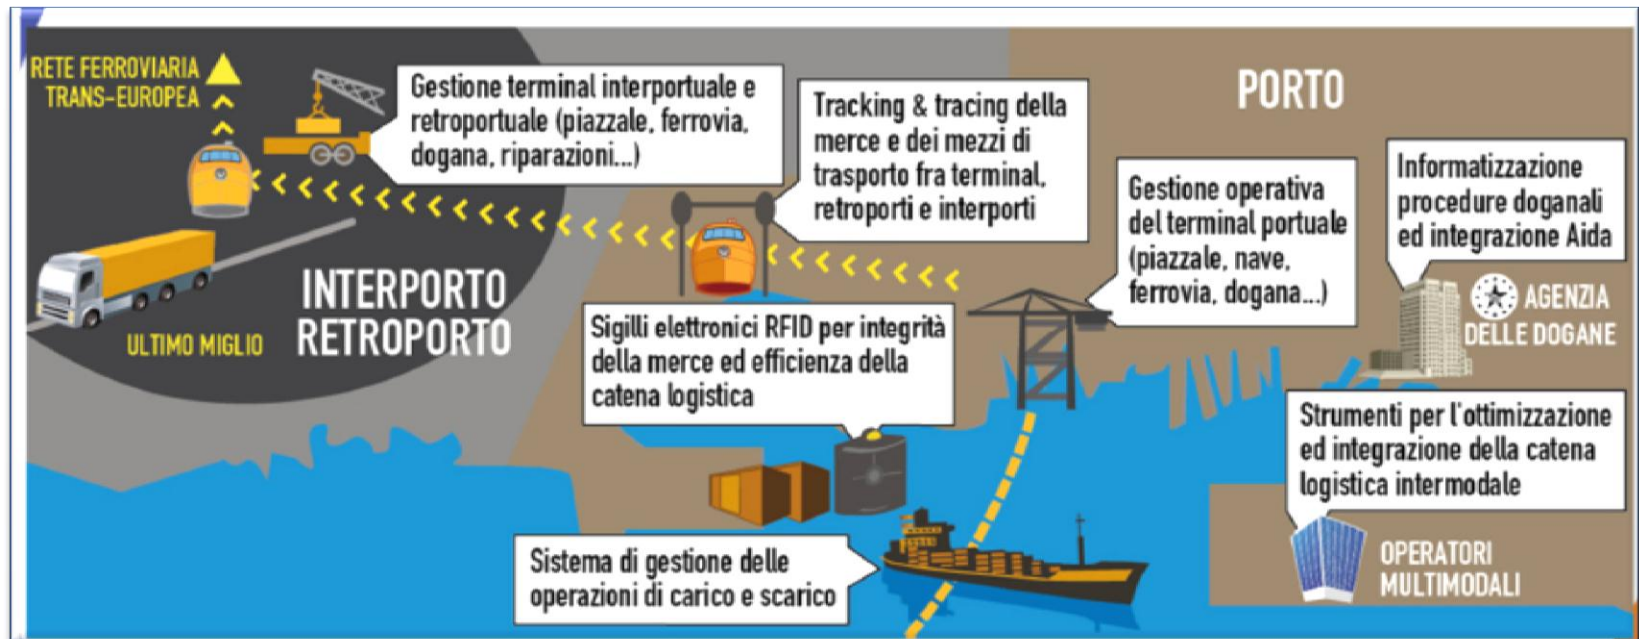 RETE FERROVIARIA
TRANS-EUROPEA
Gestione terminal interportuale e
retroportuale (piazzale, ferrovia,
dogana, riparazioni...)
Tracking & tracing della
merce e dei mezzi di
trasporto fra terminal,
retroporti e interporti
PORTO
Gestione operativa
del terminal portuale
(piazzale, nave,
ferrovia, dogana...)
Informatizzazione
procedure doganali
ed integrazione Aida
AGENZIA
DELLE DOGANE
INTERPORTO
RETROPORTO
ULTIMO MIGLIO
Sigilli elettronici RFID per integrità
della merce ed efficienza della
catena logistica
Strumenti per l'ottimizzazione
ed integrazione della catena
logistica intermodale
OPERATORI
MULTIMODALI
Sistema di gestione delle
operazioni di carico e scarico